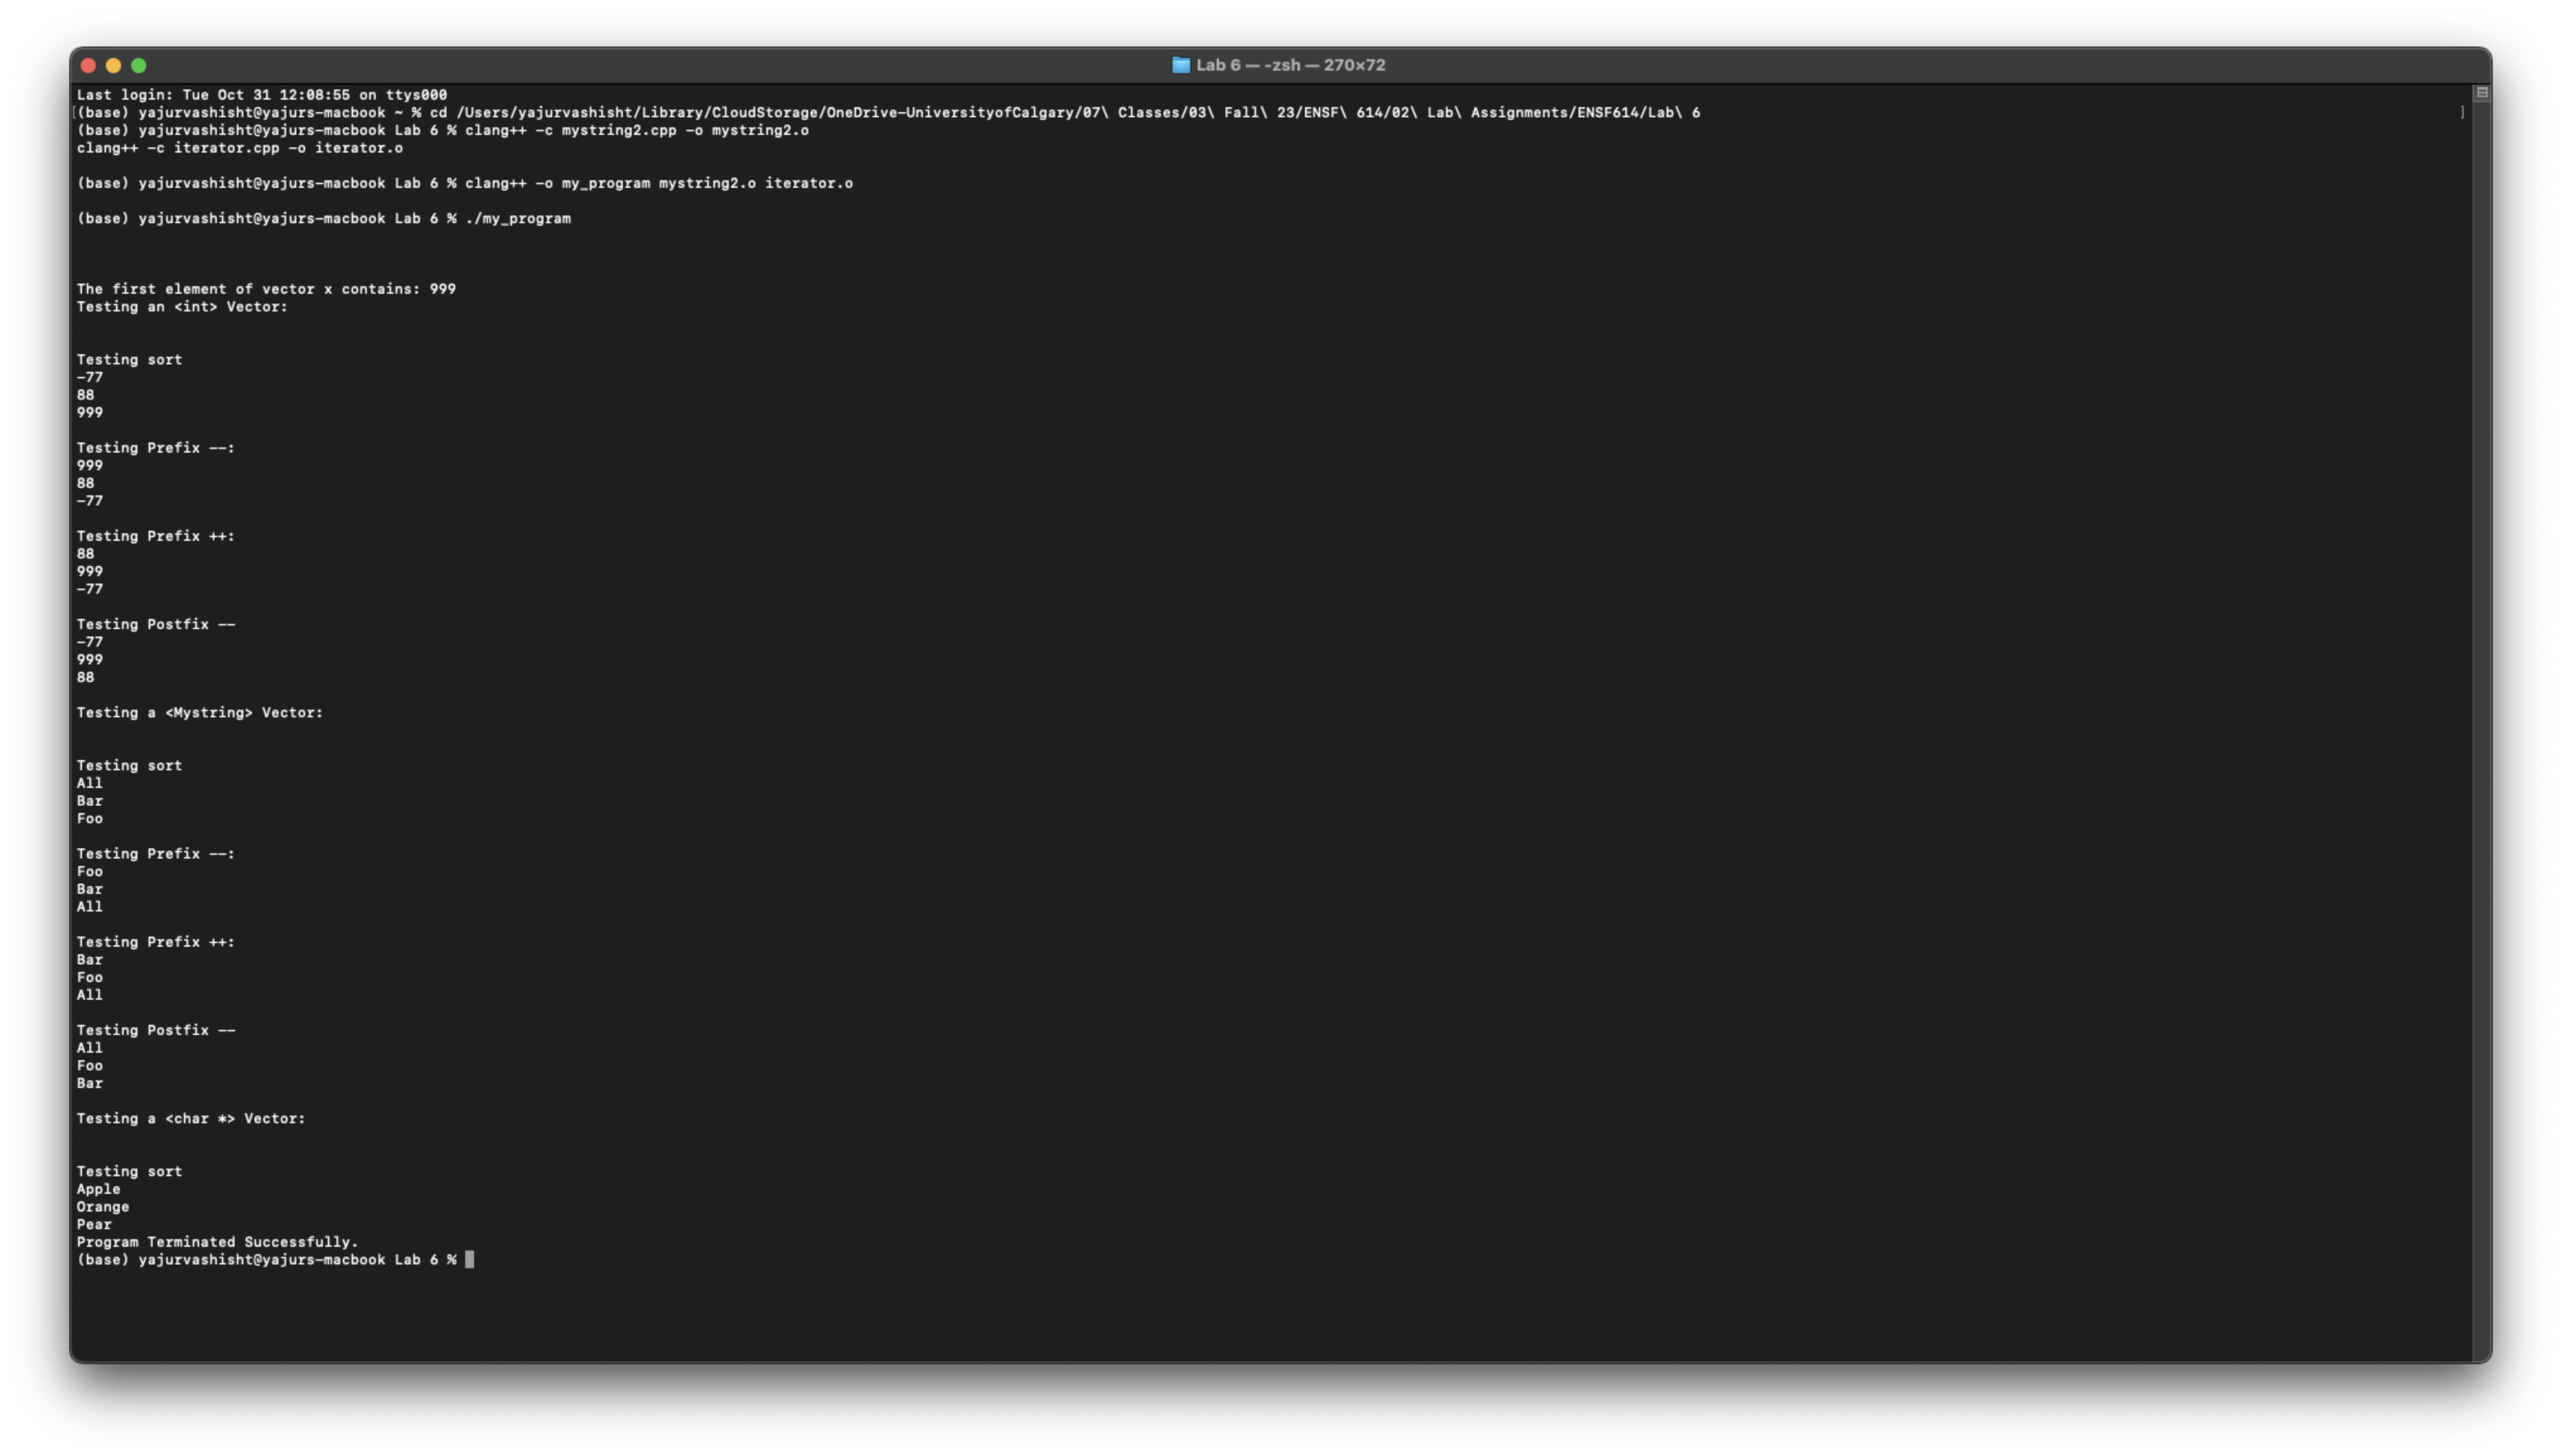 Lab 6 — -zsh — 270×72
Last login: Tue Oct 31 12:08:55 on ttys000
[(base) yajurvashisht@yajurs-macbook ~ % cd /Users/yajurvashisht/Library/CloudStorage/OneDrive-UniversityofCalgary/07\ Classes/03\ Fall\ 23/ENSF\ 614/02\ Lab\ Assignments/ENSF614/Lab\ 6 ]
(base) yajurvashisht@yajurs-macbook Lab 6 % clang++ -c mystring2.cpp -o mystring2.o
clang++ -c iterator.cpp -o iterator.o
(base) yajurvashisht@yajurs-macbook Lab 6 % clang++ -o my_program mystring2.o iterator.o
(base) yajurvashisht@yajurs-macbook Lab 6 % ./my_program
The first element of vector x contains: 999
Testing an <int> Vector:
Testing sort
-77
88
999
Testing Prefix --:
999
88
-77
Testing Prefix ++:
88
999
-77
Testing Postfix --
-77
999
88
Testing a <Mystring> Vector:
Testing sort
All
Bar
Foo
Testing Prefix --:
Foo
Bar
All
Testing Prefix ++:
Bar
Foo
All
Testing Postfix --
All
Foo
Bar
Testing a <char *> Vector:
Testing sort
Apple
Orange
Pear
Program Terminated Successfully.
(base) yajurvashisht@yajurs-macbook Lab 6 %